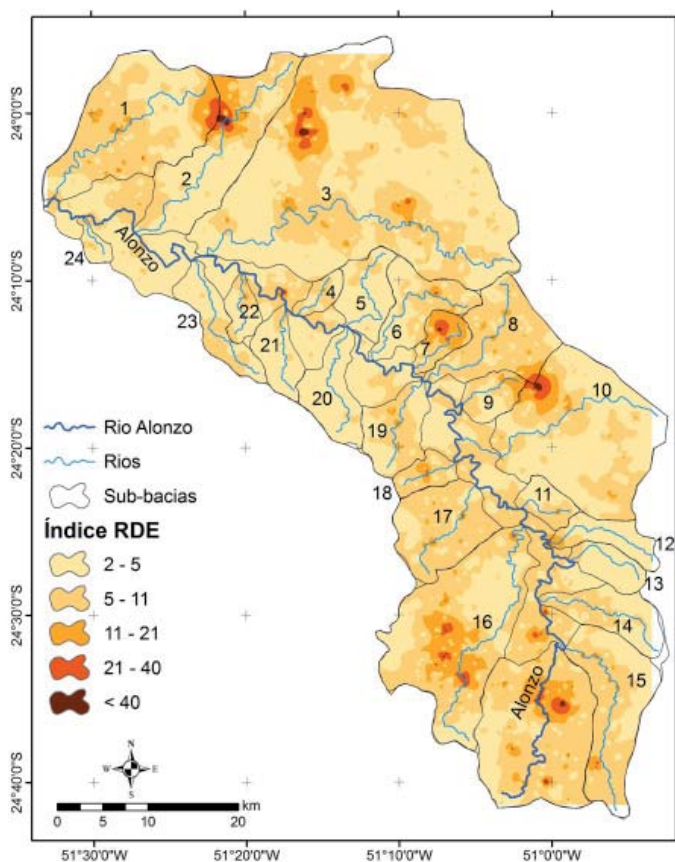 24°0'0"S
24°10'0"S
24°20'0"S
24°30'0"S
24°40'0"S
1
2
3
Alonzo
24
23
22
4
5
6
7
8
21
20
9
10
19
18
17
11
12
13
16
14
15
Alonzo
Rio Alonzo
Rios
Sub-bacias
Índice RDE
2 - 5
5 - 11
11 - 21
21 - 40
< 40
N
W E
S
km
0 5 10 20
51°30'0"W 51°20'0"W 51°10'0"W 51°0'0"W